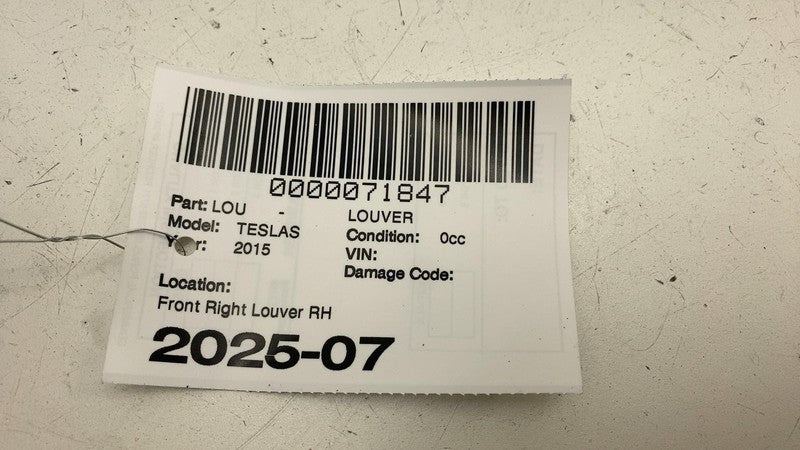 0000071847
Part: LOU - LOUVER
Model: TESLAS Condition: 0cc
Year: 2015 VIN:
Damage Code:
Location:
Front Right Louver RH
2025-07